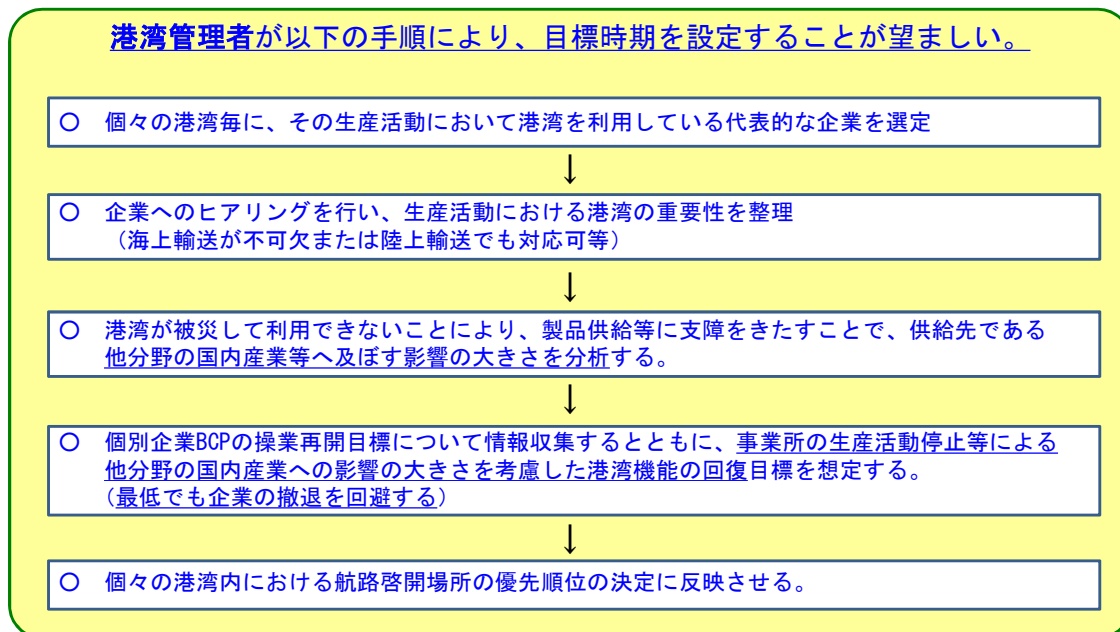 港湾管理者が以下の手順により、目標時期を設定することが望ましい。
○ 個々の港湾毎に、その生産活動において港湾を利用している代表的な企業を選定
↓
○ 企業へのヒアリングを行い、生産活動における港湾の重要性を整理
（海上輸送が不可欠または陸上輸送でも対応可等）
↓
○ 港湾が被災して利用できないことにより、製品供給等に支障をきたすことで、供給先である
他分野の国内産業等へ及ぼす影響の大きさを分析する。
↓
○ 個別企業BCPの操業再開目標について情報収集するとともに、事業所の生産活動停止等による
他分野の国内産業への影響の大きさを考慮した港湾機能の回復目標を想定する。
(最低でも企業の撤退を回避する)
↓
○ 個々の港湾内における航路啓開場所の優先順位の決定に反映させる。